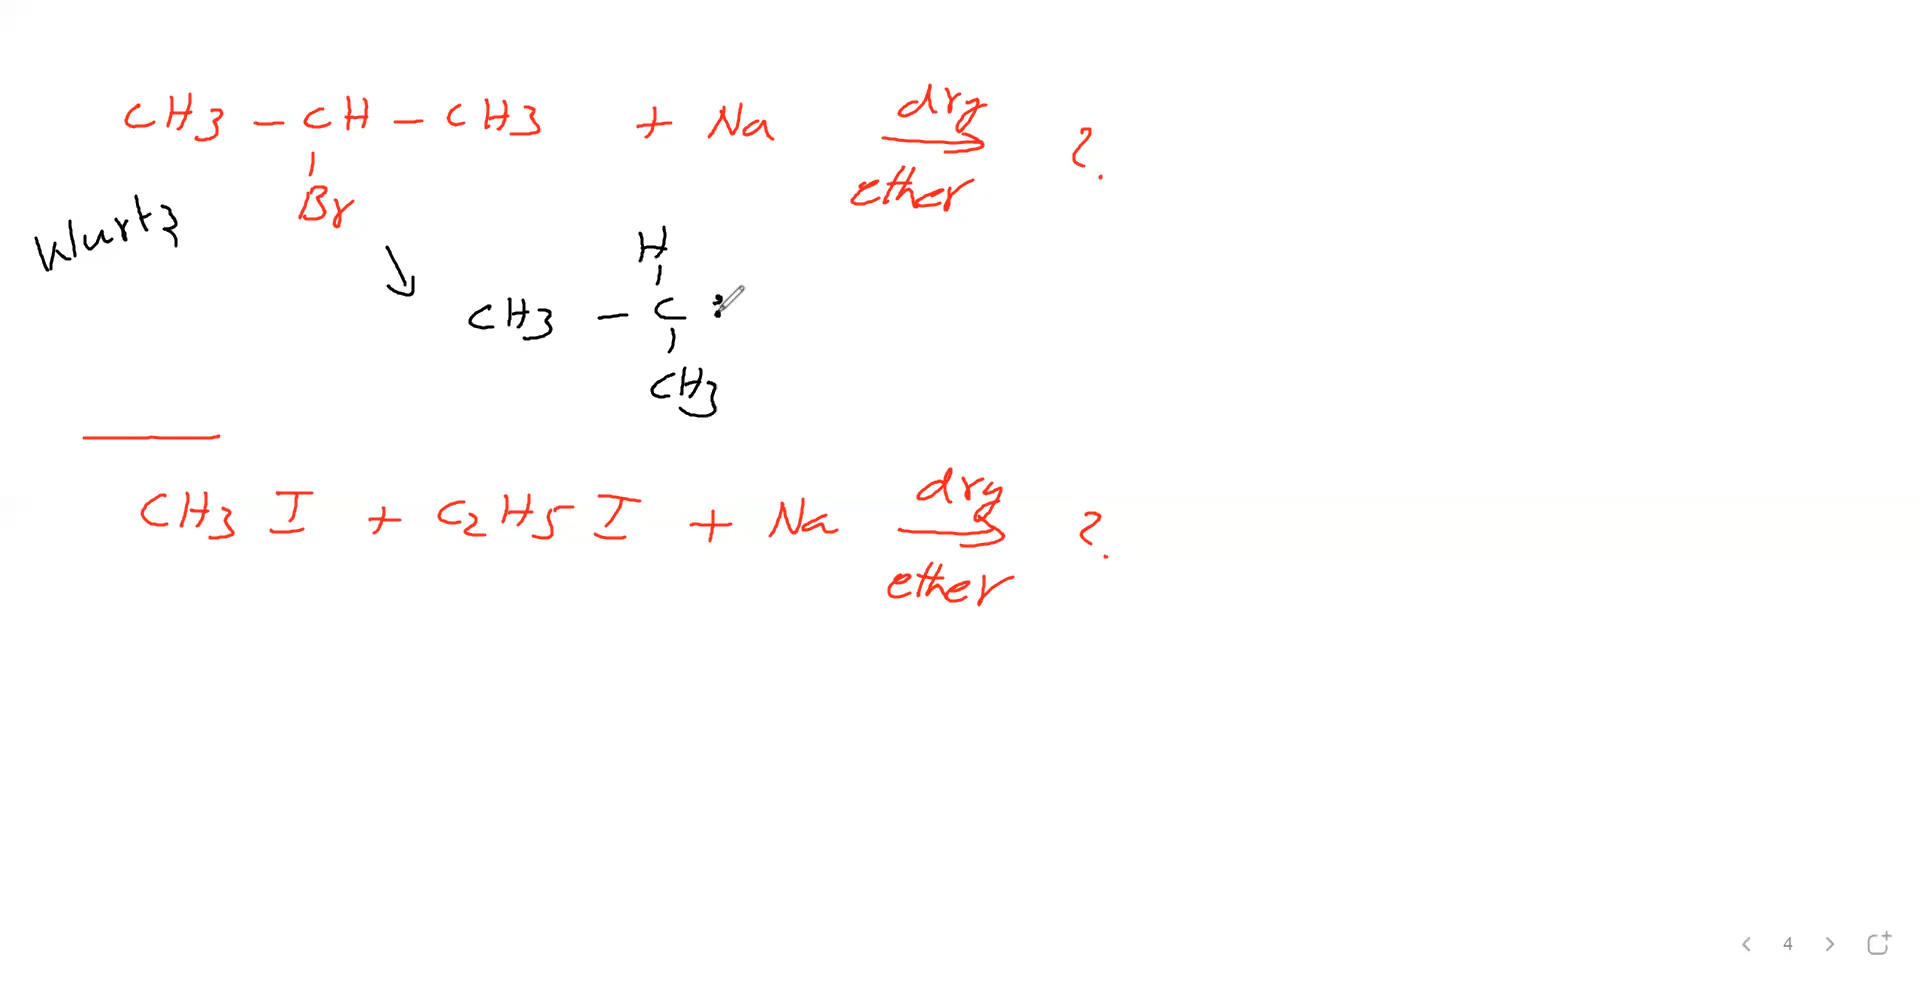 CH3 - CH - CH3 + Na dry ?
Br ether
Wurtz
H
CH3 - C :
CH3
CH3 I + C2H5 I + Na dry ?
ether
4